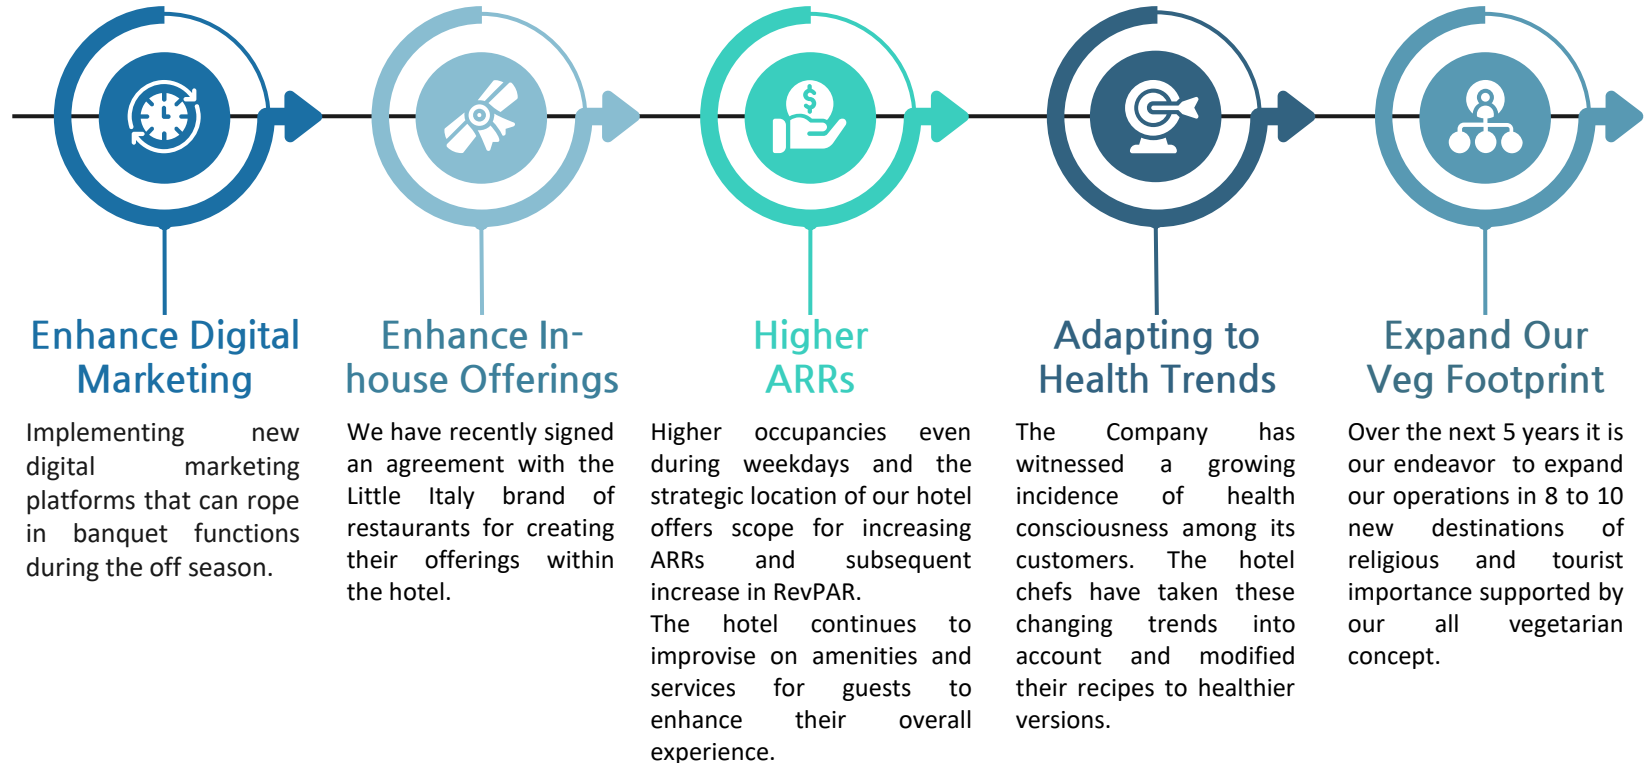 Enhance Digital
Marketing
Implementing new
digital marketing
platforms that can rope
in banquet functions
during the off season.
Enhance In-
house Offerings
We have recently signed
an agreement with the
Little Italy brand of
restaurants for creating
their offerings within
the hotel.
Higher
ARRs
Higher occupancies even
during weekdays and the
strategic location of our hotel
offers scope for increasing
ARRs and subsequent
increase in RevPAR.
The hotel continues to
improvise on amenities and
services for guests to
enhance their overall
experience.
Adapting to
Health Trends
The Company has
witnessed a growing
incidence of health
consciousness among its
customers. The hotel
chefs have taken these
changing trends into
account and modified
their recipes to healthier
versions.
Expand Our
Veg Footprint
Over the next 5 years it is
our endeavor to expand
our operations in 8 to 10
new destinations of
religious and tourist
importance supported by
our all vegetarian
concept.